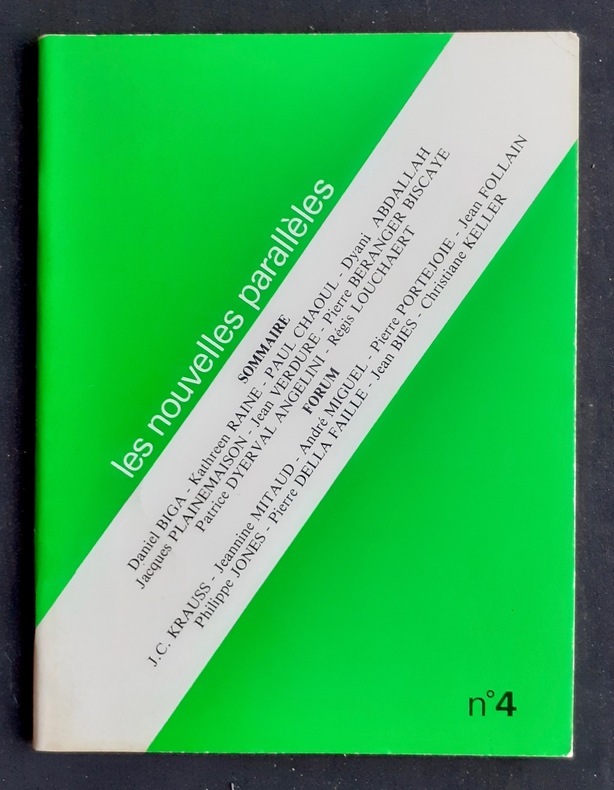 les nouvelles parallèles
SOMMAIRE
Daniel BIGA - Kathreen RAINE - PAUL CHAOUL - Dyani ABDALLAH
Jacques PLAINEMAISON - Jean VERDURE - Pierre BERANGER BISCAYE
Patrice DYERVAL ANGELINI - Régis LOUCHAERT
FORUM
J.C. KRAUSS - Jeannine MITAUD - André MIGUEL - Pierre PORTEJOIE - Jean FOLLAIN
Philippe JONES - Pierre DELLA FAILLE - Jean BIES - Christiane KELLER
n°4